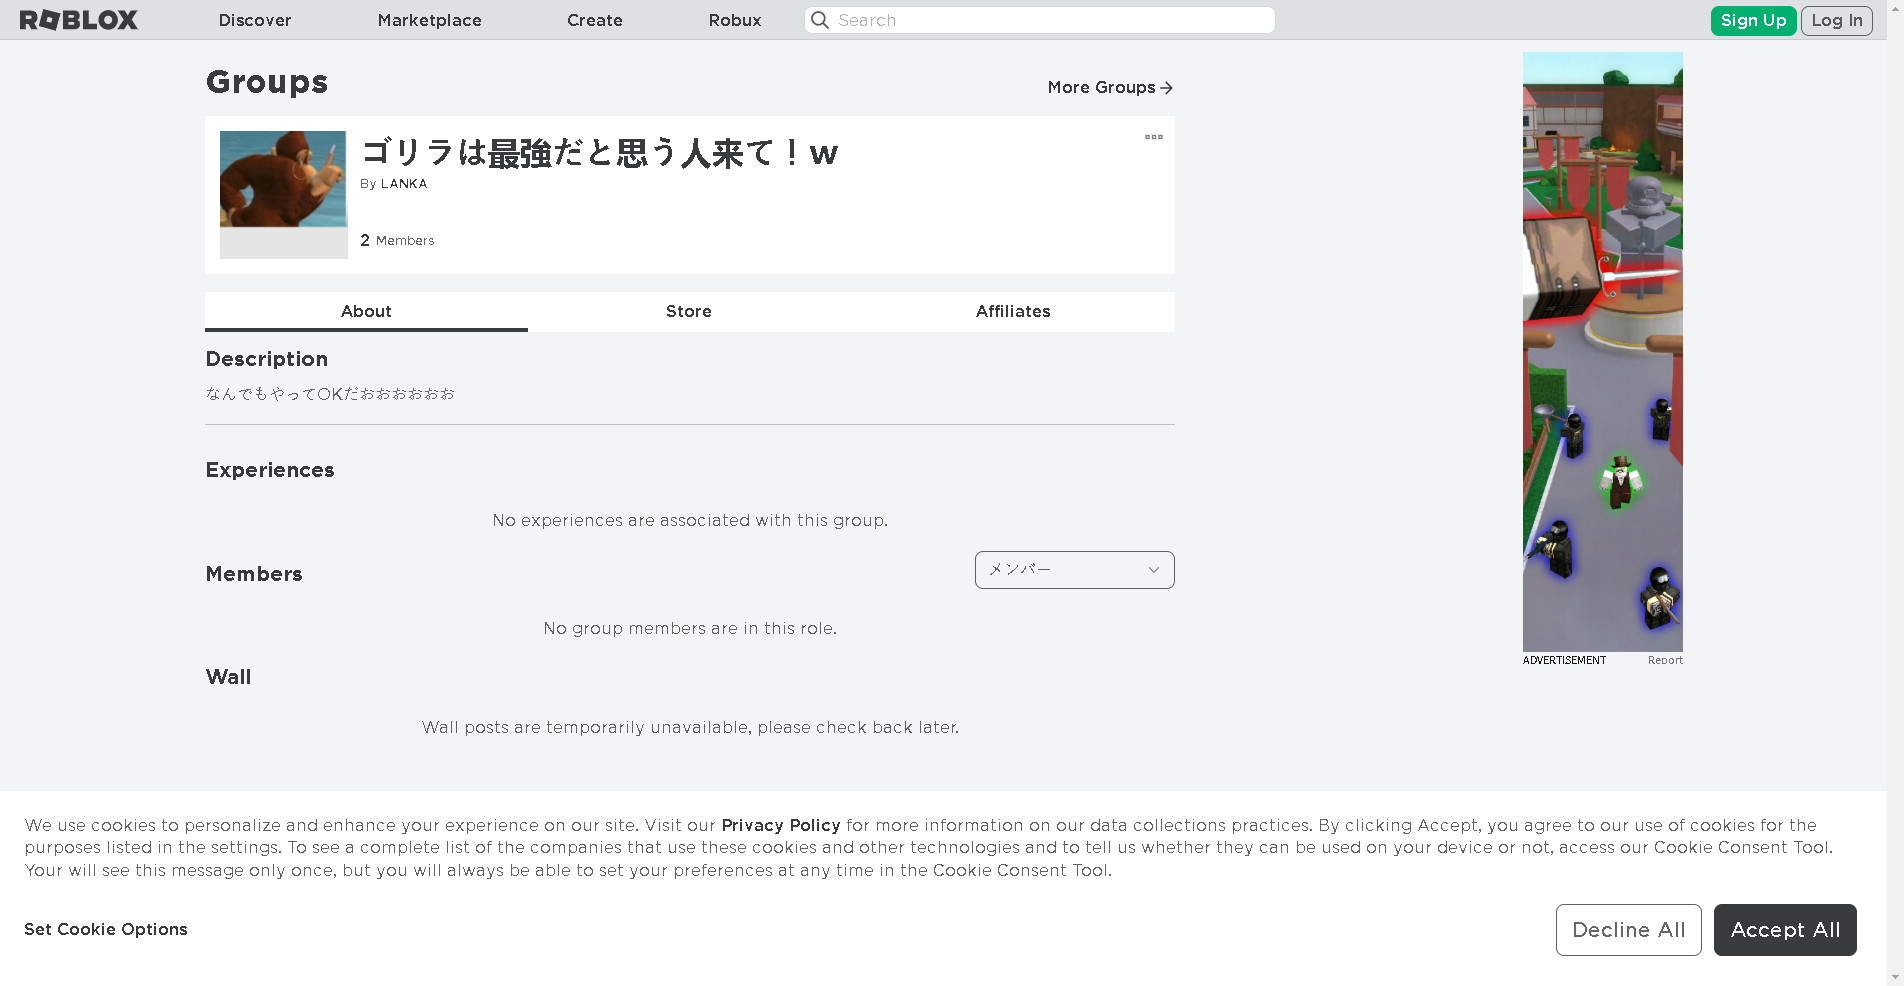 ROBLOX
Discover
Marketplace
Create
Robux
Search
Sign Up
Log In
Groups
More Groups
ゴリラは最強だと思う人来て！w
By LANKA
2 Members
About
Store
Affiliates
Description
なんでもやってOKだおおおおおお
Experiences
No experiences are associated with this group.
Members
メンバー
No group members are in this role.
Wall
Wall posts are temporarily unavailable, please check back later.
ADVERTISEMENT
Report
We use cookies to personalize and enhance your experience on our site. Visit our Privacy Policy for more information on our data collections practices. By clicking Accept, you agree to our use of cookies for the
purposes listed in the settings. To see a complete list of the companies that use these cookies and other technologies and to tell us whether they can be used on your device or not, access our Cookie Consent Tool.
Your will see this message only once, but you will always be able to set your preferences at any time in the Cookie Consent Tool.
Set Cookie Options
Decline All
Accept All